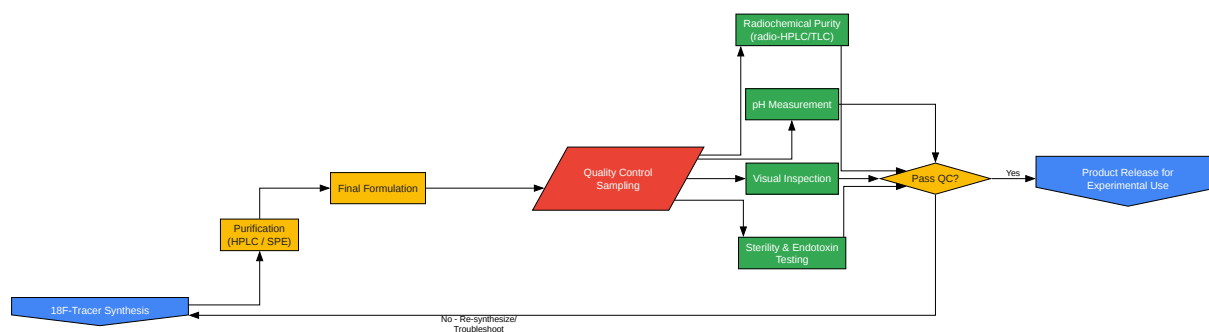 Radiochemical Purity
(radio-HPLC/TLC)
pH Measurement
Quality Control
Sampling
Visual Inspection
Pass QC?
Yes
Product Release for
Experimental Use
Final Formulation
Purification
(HPLC / SPE)
Sterility & Endotoxin
Testing
18F-Tracer Synthesis
No - Re-synthesize/
Troubleshoot